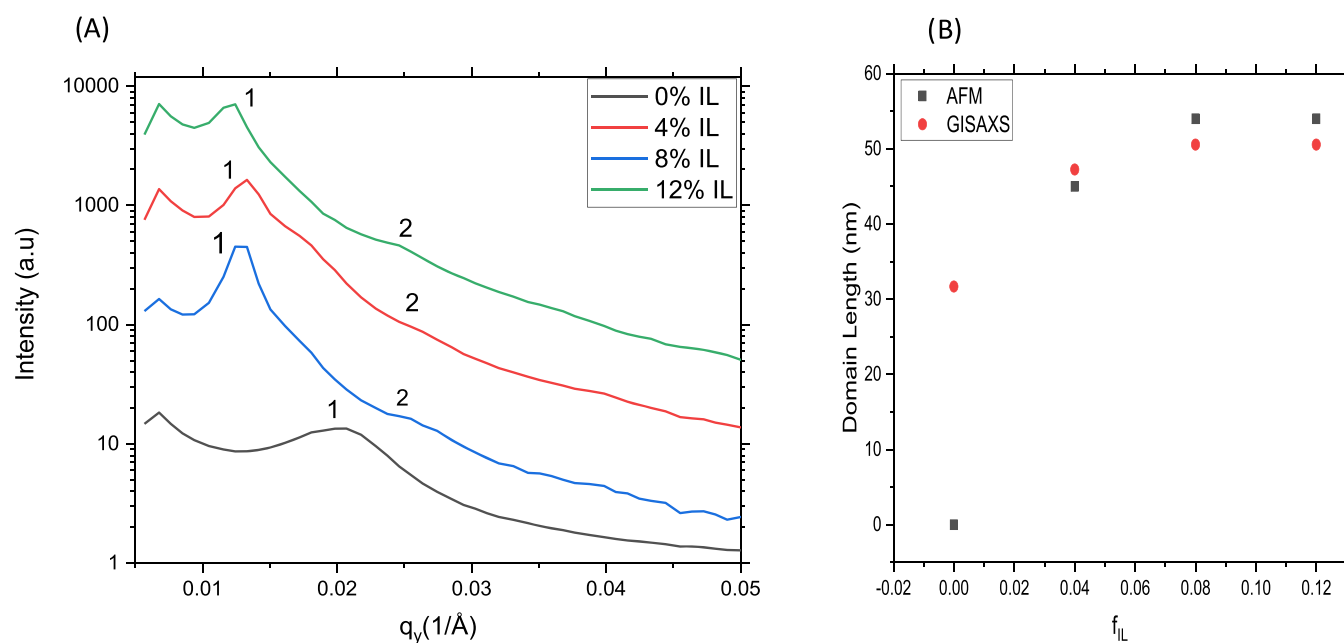 (A)
10000
1000
100
10
1
Intensity (a.u)
0.01
0.02
0.03
0.04
0.05
q_y(1/Å)
0% IL
4% IL
8% IL
12% IL
1
1
1
1
2
2
2
(B)
60
50
40
30
20
10
0
Domain Length (nm)
-0.02
0.00
0.02
0.04
0.06
0.08
0.10
0.12
f_IL
AFM
GISAXS